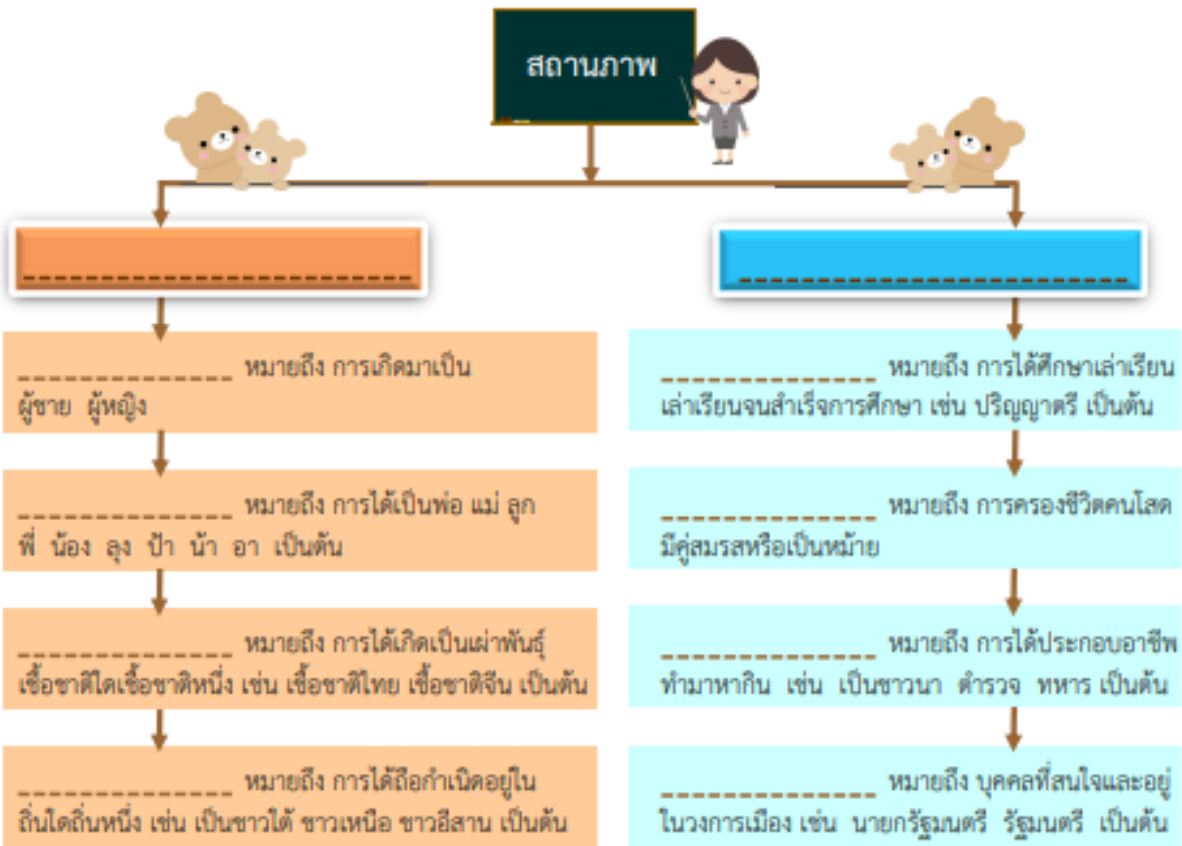 สถานภาพ
_ _ _ _ _ _ _ _ _ _ _ _ _ _ _ _ _ _ _ _ _ _ _ _
_ _ _ _ _ _ _ _ _ _ _ _ _ _ หมายถึง การเกิดมาเป็น
ผู้ชาย ผู้หญิง
_ _ _ _ _ _ _ _ _ _ _ _ _ _ หมายถึง การได้เป็นพ่อ แม่ ลูก
พี่ น้อง ลุง ป้า น้า อา เป็นต้น
_ _ _ _ _ _ _ _ _ _ _ _ _ _ หมายถึง การได้เกิดเป็นเผ่าพันธุ์
เชื้อชาติใดเชื้อชาติหนึ่ง เช่น เชื้อชาติไทย เชื้อชาติจีน เป็นต้น
_ _ _ _ _ _ _ _ _ _ _ _ _ _ หมายถึง การได้ถือกำเนิดอยู่ใน
ถิ่นใดถิ่นหนึ่ง เช่น เป็นชาวใต้ ชาวเหนือ ชาวอีสาน เป็นต้น
_ _ _ _ _ _ _ _ _ _ _ _ _ _ _ _ _ _ _ _ _ _ _ _
_ _ _ _ _ _ _ _ _ _ _ _ _ _ หมายถึง การได้ศึกษาเล่าเรียน
เล่าเรียนจนสำเร็จการศึกษา เช่น ปริญญาตรี เป็นต้น
_ _ _ _ _ _ _ _ _ _ _ _ _ _ หมายถึง การครองชีวิตคนโสด
มีคู่สมรสหรือเป็นหม้าย
_ _ _ _ _ _ _ _ _ _ _ _ _ _ หมายถึง การได้ประกอบอาชีพ
ทำมาหากิน เช่น เป็นชาวนา ตำรวจ ทหาร เป็นต้น
_ _ _ _ _ _ _ _ _ _ _ _ _ _ หมายถึง บุคคลที่สนใจและอยู่
ในวงการเมือง เช่น นายกรัฐมนตรี รัฐมนตรี เป็นต้น